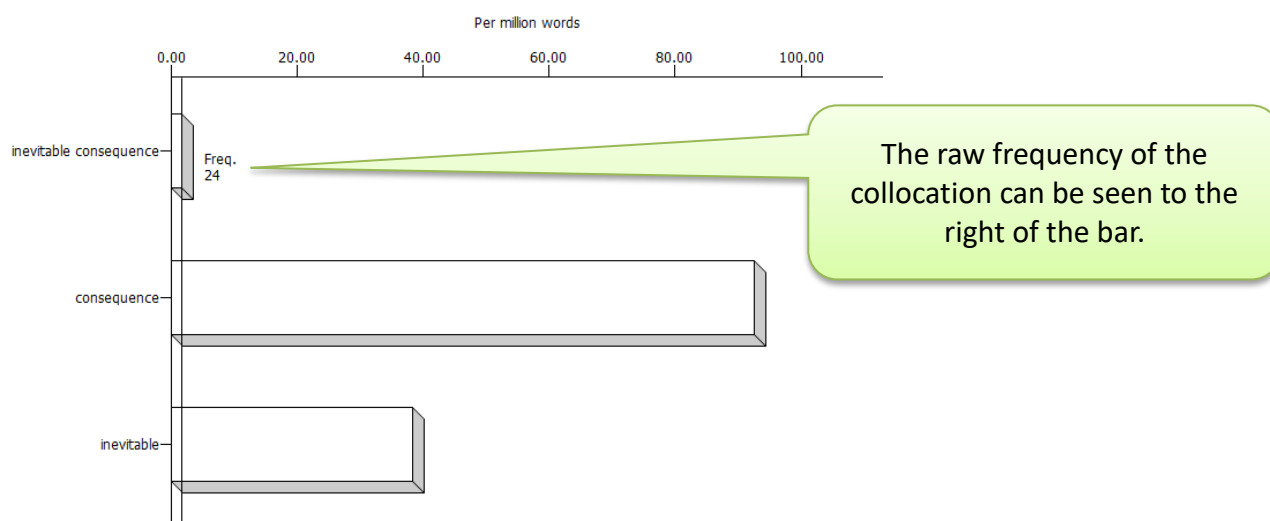 Per million words
0.00 20.00 40.00 60.00 80.00 100.00
inevitable consequence
Freq.
24
The raw frequency of the
collocation can be seen to the
right of the bar.
consequence
inevitable